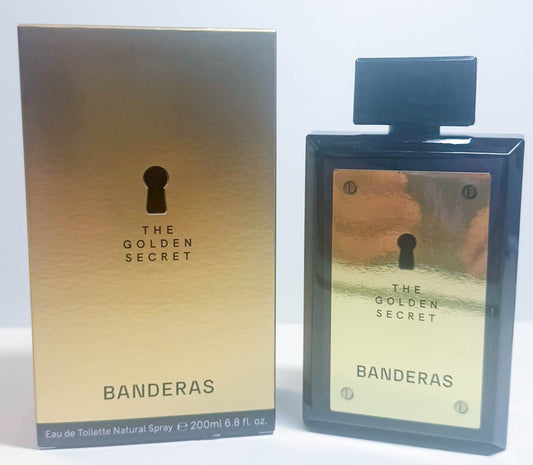 THE
GOLDEN
SECRET
BANDERAS
Eau de Toilette Natural Spray ℮ 200ml 6.8 fl. oz.
THE
GOLDEN
SECRET
BANDERAS